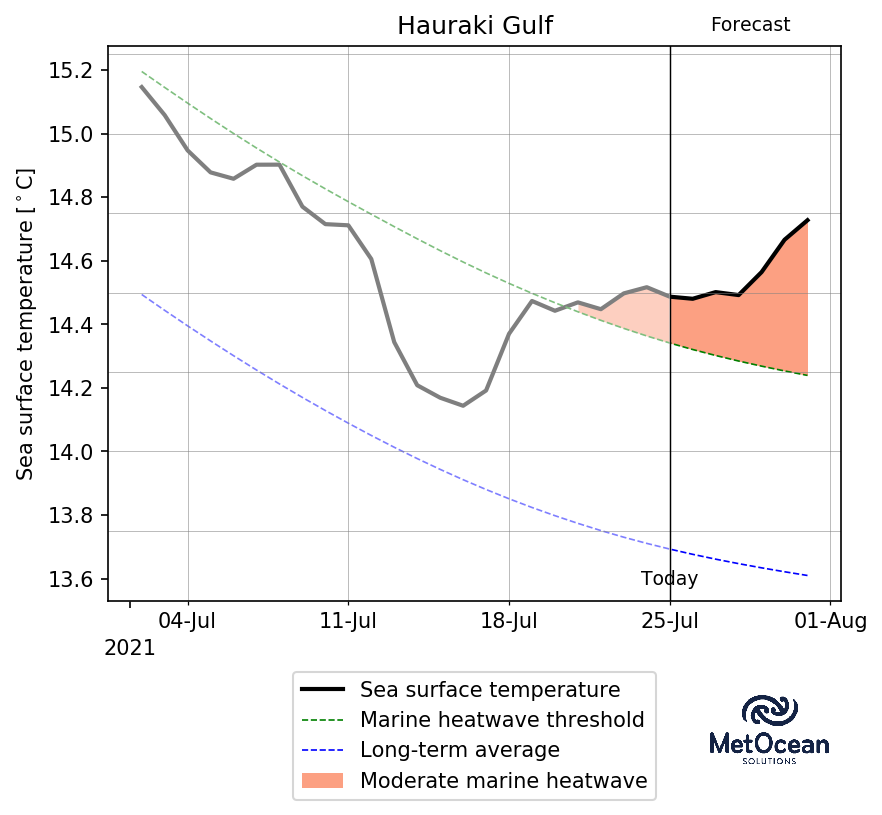 Hauraki Gulf
Forecast
Sea surface temperature [°C]
15.2
15.0
14.8
14.6
14.4
14.2
14.0
13.8
13.6
Today
04-Jul
11-Jul
18-Jul
25-Jul
01-Aug
2021
Sea surface temperature
Marine heatwave threshold
Long-term average
Moderate marine heatwave
MetOcean
SOLUTIONS